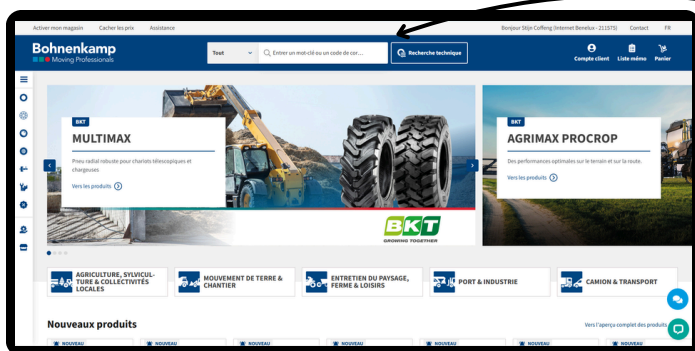 Activer mon magasin Cacher les prix Assistance Bonjour Stijn Coffeng (Internet Benelux - 211575) Contact FR
Bohnenkamp
Moving Professionals
Tout Entrer un mot-clé ou un code de cor... Recherche technique
Compte client Liste mémo Panier
BKT
MULTIMAX
Pneu radial robuste pour chariots télescopiques et
chargeuses
Vers les produits
BKT
GROWING TOGETHER
BKT
AGRIMAX PROCROP
Des performances optimales sur le terrain et sur la route.
Vers les produits
AGRICULTURE, SYLVICUL-
TURE & COLLECTIVITÉS
LOCALES
MOUVEMENT DE TERRE &
CHANTIER
ENTRETIEN DU PAYSAGE,
FERME & LOISIRS
PORT & INDUSTRIE
CAMION & TRANSPORT
Nouveaux produits
Vers l'aperçu complet des produits
NOUVEAU NOUVEAU NOUVEAU NOUVEAU NOUVEAU NOUVEAU NOUVEAU